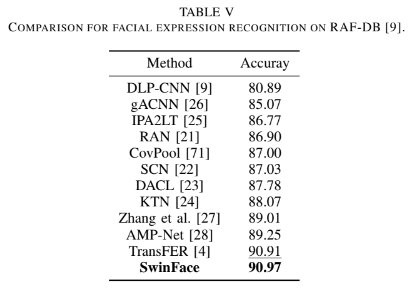 TABLE V
COMPARISON FOR FACIAL EXPRESSION RECOGNITION ON RAF-DB [9].
Method Accuray
DLP-CNN [9] 80.89
gACNN [26] 85.07
IPA2LT [25] 86.77
RAN [21] 86.90
CovPool [71] 87.00
SCN [22] 87.03
DACL [23] 87.78
KTN [24] 88.07
Zhang et al. [27] 89.01
AMP-Net [28] 89.25
TransFER [4] 90.91
SwinFace 90.97